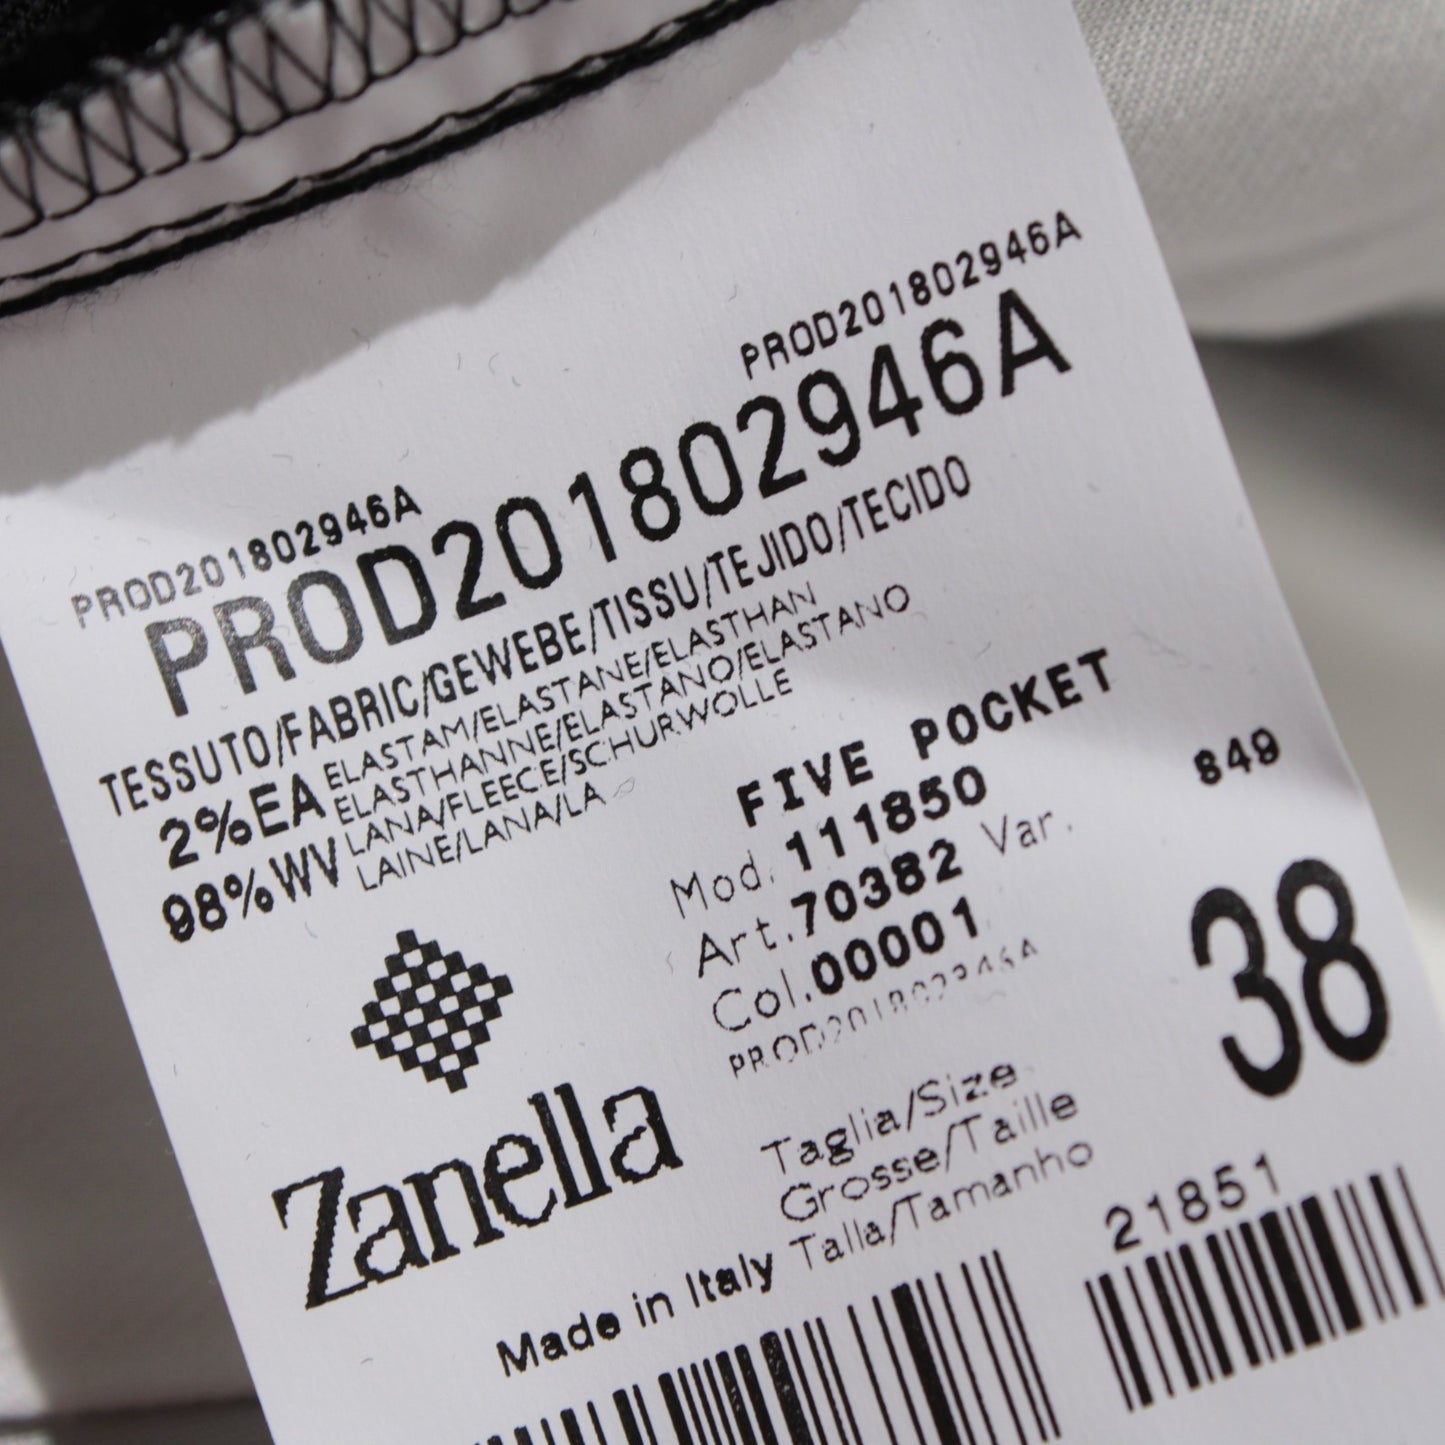 PROD201802946A
PROD201802946A
PROD201802946A
TESSUTO/FABRIC/GEWEBE/TISSU/TEJIDO/TECIDO
2%EA ELASTAM/ELASTANE/ELASTHAN
ELASTHANNE/ELASTANO/ELASTANO
98%WV LANA/FLEECE/SCHURWOLLE
LAINE/LANA/LA
FIVE POCKET
849
Mod. 111850
Art. 70382 Var.
Col. 00001
38
Zanella
Taglia/Size
Grosse/Taille
Talla/Tamanho
Made in Italy
21851